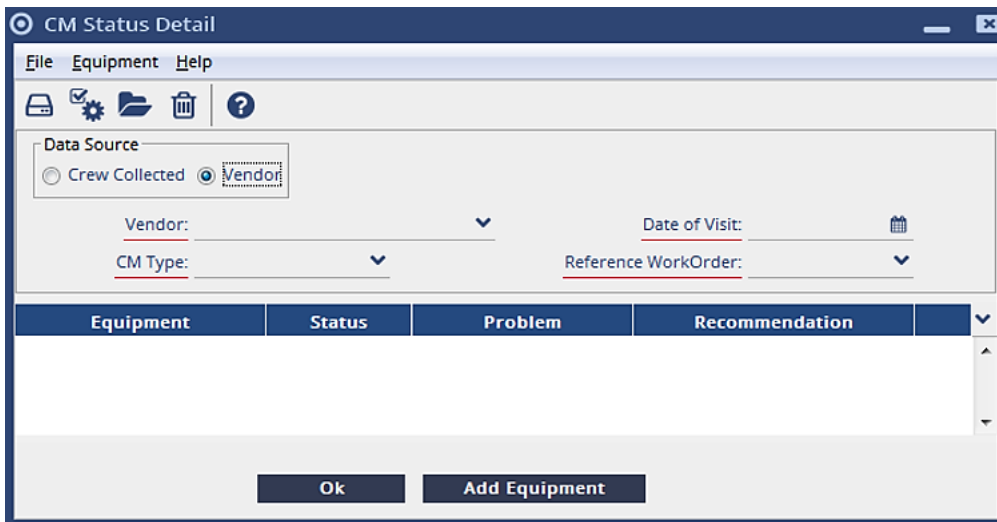 CM Status Detail
File Equipment Help
Data Source
Crew Collected Vendor
Vendor: Date of Visit:
CM Type: Reference WorkOrder:
Equipment Status Problem Recommendation
Ok Add Equipment